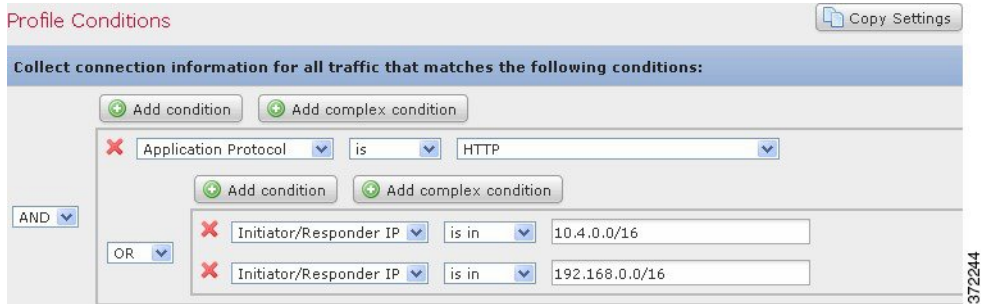 Profile Conditions
Copy Settings
Collect connection information for all traffic that matches the following conditions:
Add condition Add complex condition
Application Protocol is HTTP
Add condition Add complex condition
AND
Initiator/Responder IP is in 10.4.0.0/16
OR
Initiator/Responder IP is in 192.168.0.0/16
372244